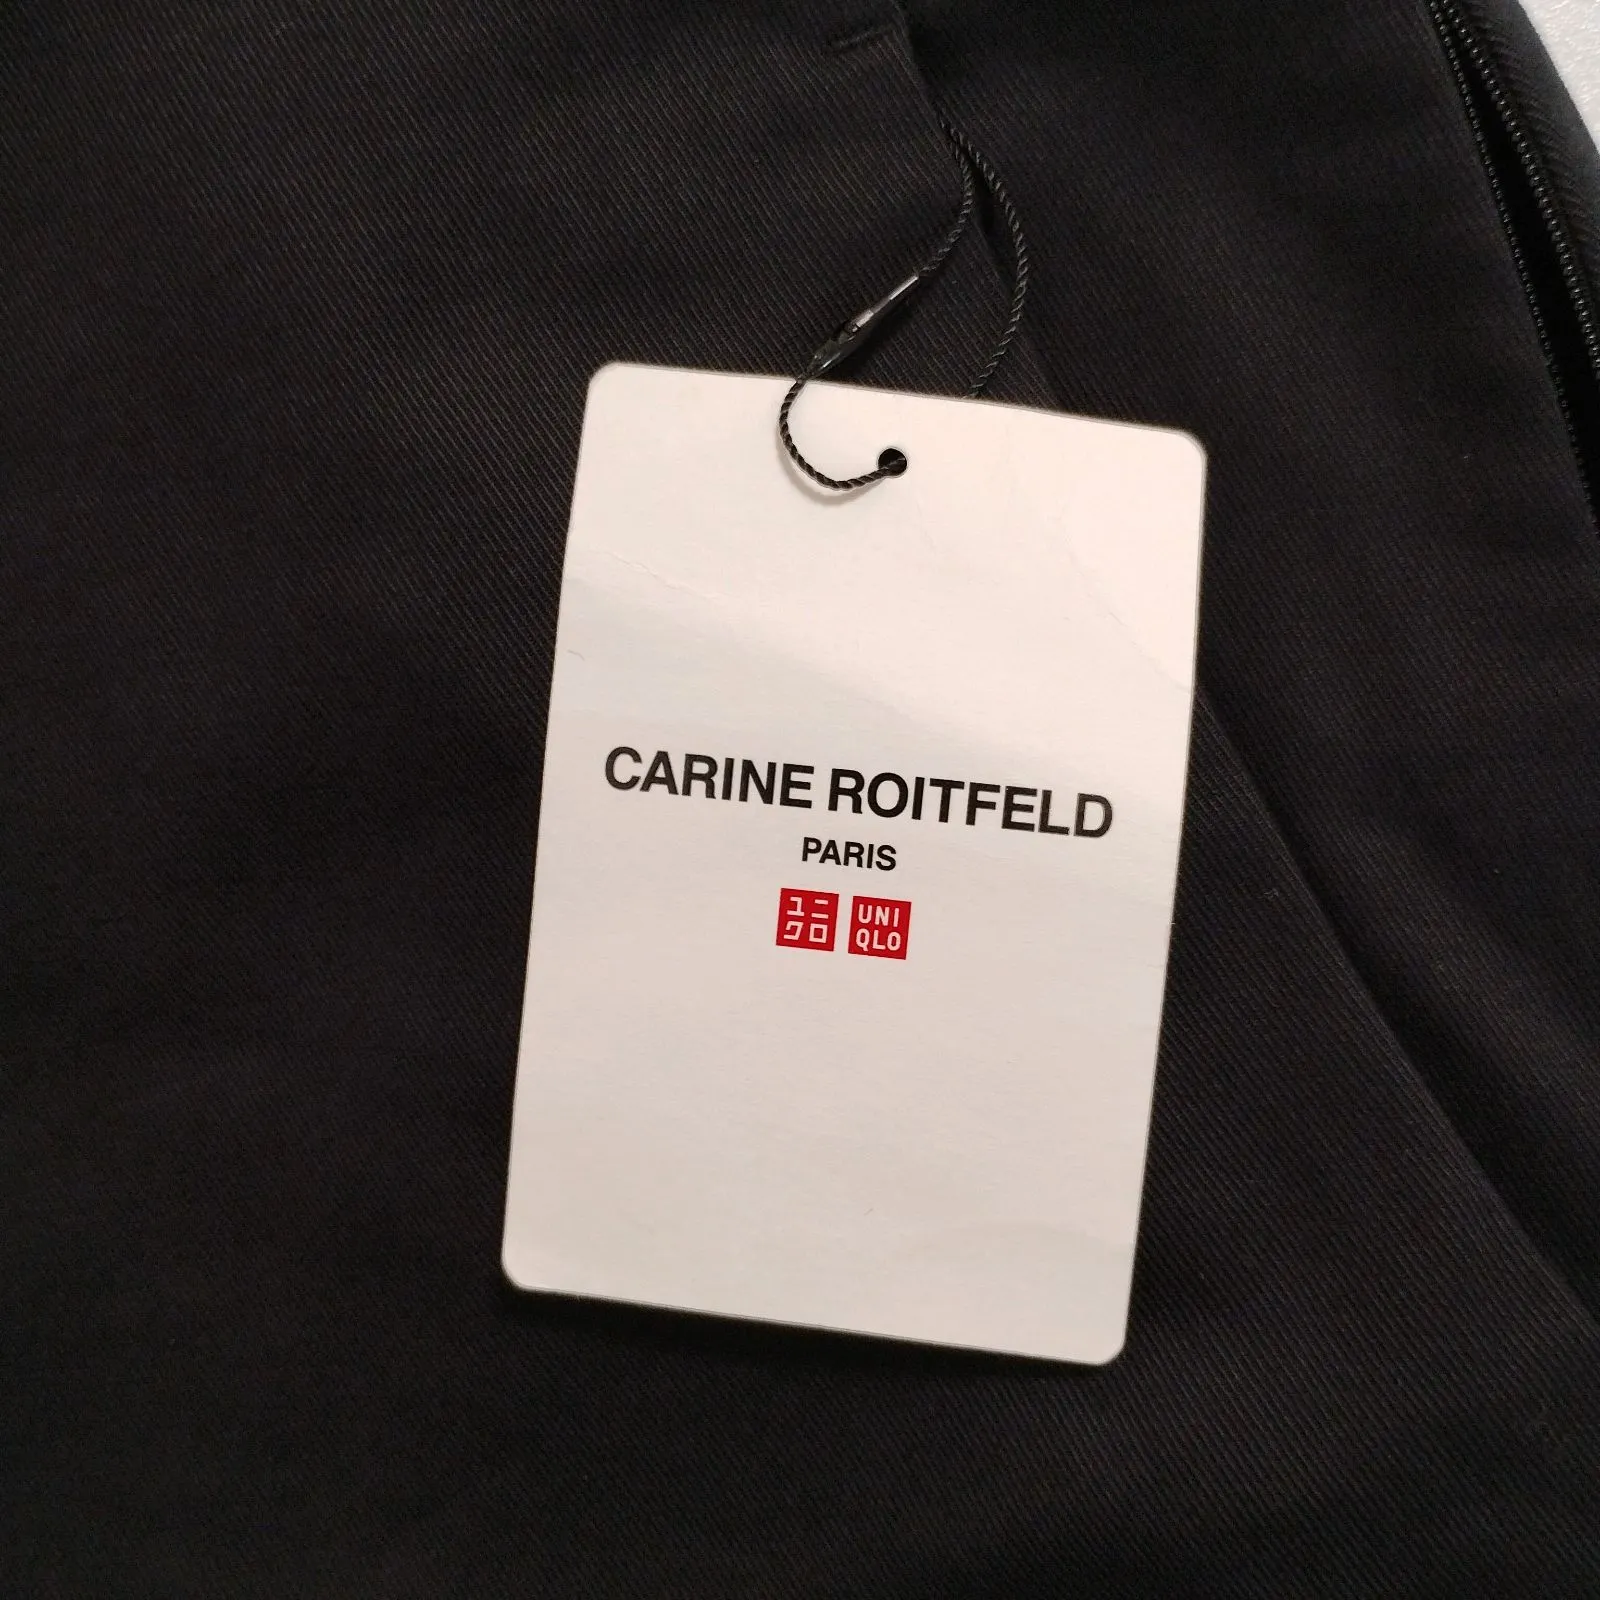 CARINE ROITFELD
PARIS
ユニ UNI
クロ QLO